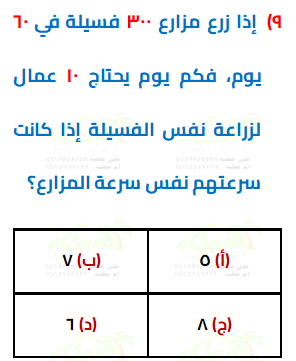 ٩) إذا زرع مزارع ٣٠٠ فسيلة في ٦٠
يوم، فكم يوم يحتاج ١٠ عمال
لزراعة نفس الفسيلة إذا كانت
سرعتهم نفس سرعة المزارع؟
(أ) ٥
(ب) ٧
(ج) ٨
(د) ٦